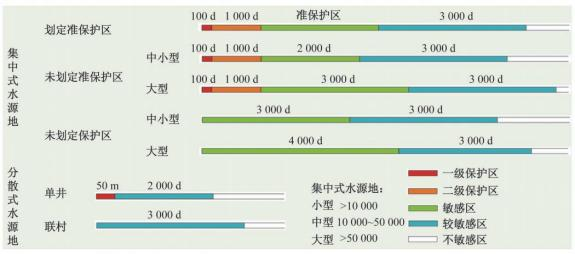 集中式水源地
划定准保护区
100 d 1 000 d 准保护区 3 000 d
未划定准保护区
中小型
100 d 1 000 d 2 000 d 3 000 d
大型
100 d 1 000 d 3 000 d 3 000 d
未划定保护区
中小型
3 000 d 3 000 d
大型
4 000 d 3 000 d
分散式水源地
单井
50 m 2 000 d
联村
3 000 d
集中式水源地:
小型 >10 000
中型 10 000~50 000
大型 >50 000
一级保护区
二级保护区
敏感区
较敏感区
不敏感区